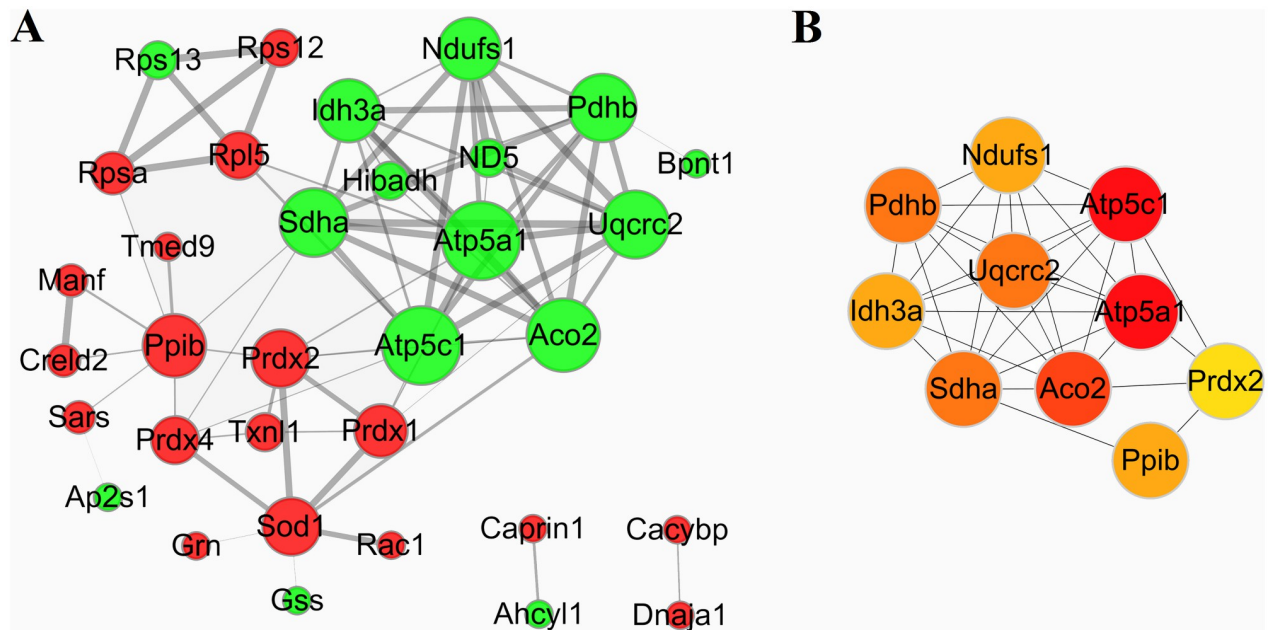 A
Rps13
Rps12
Ndufs1
Idh3a
Pdhb
Rpsa
Rpl5
ND5
Bpnt1
Hibadh
Sdha
Atp5a1
Uqcrc2
Tmed9
Manf
Creld2
Ppib
Prdx2
Atp5c1
Aco2
Sars
Prdx4
Txnl1
Prdx1
Ap2s1
Sod1
Grn
Rac1
Gss
Caprin1
Cacybp
Ahcyl1
Dnaja1
B
Ndufs1
Pdhb
Atp5c1
Uqcrc2
Idh3a
Atp5a1
Sdha
Aco2
Prdx2
Ppib